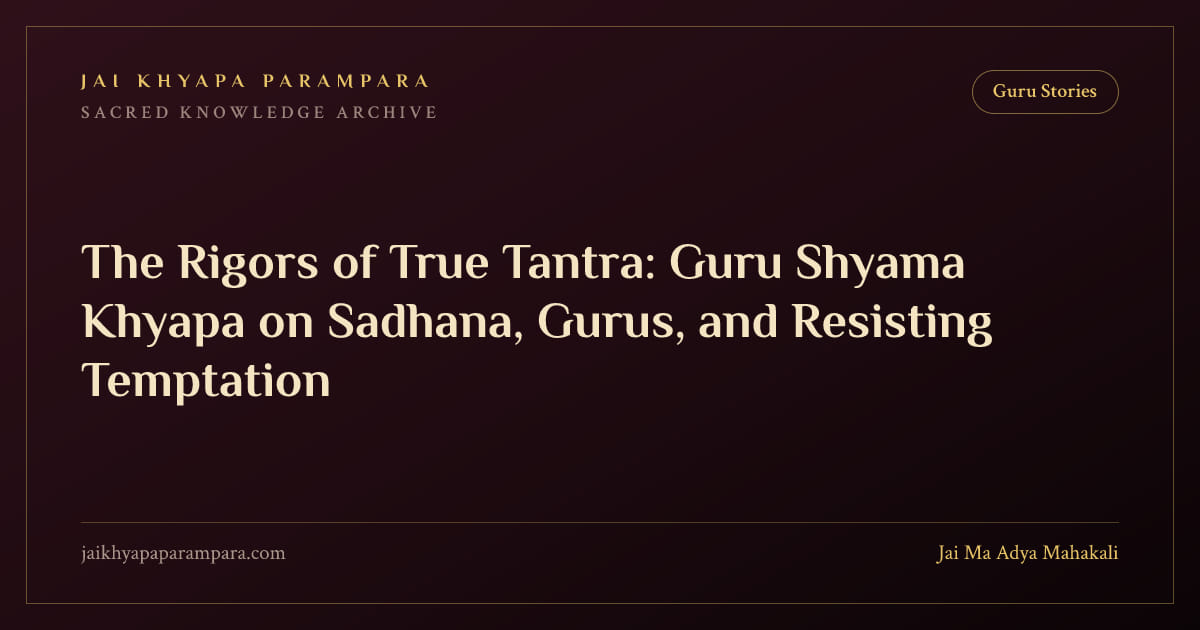 JAI KHYAPA PARAMPARA
SACRED KNOWLEDGE ARCHIVE
Guru Stories
The Rigors of True Tantra: Guru Shyama
Khyapa on Sadhana, Gurus, and Resisting
Temptation
jaikhyapaparampara.com
Jai Ma Adya Mahakali